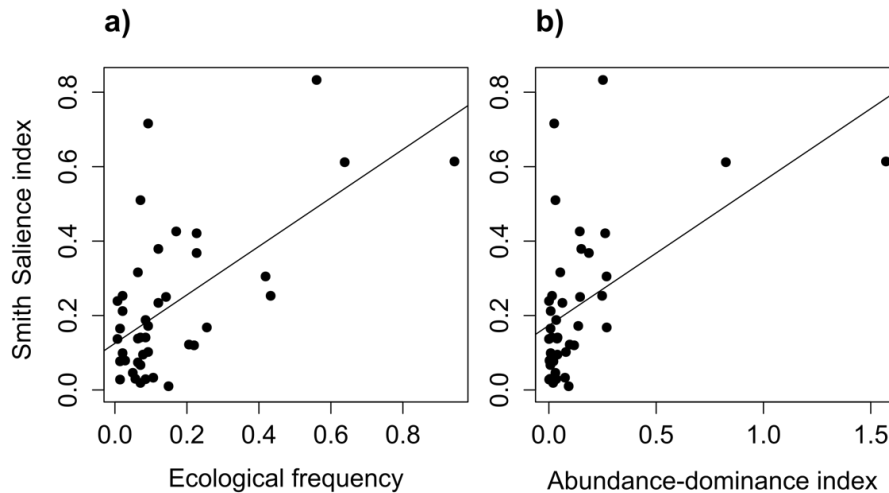 a)
Smith Salience index
0.0 0.2 0.4 0.6 0.8
0.0 0.2 0.4 0.6 0.8
Ecological frequency
b)
0.0 0.2 0.4 0.6 0.8
0.0 0.5 1.0 1.5
Abundance-dominance index